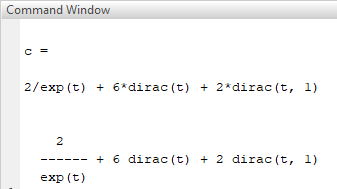 Command Window
c =
2/exp(t) + 6*dirac(t) + 2*dirac(t, 1)
2
------ + 6 dirac(t) + 2 dirac(t, 1)
exp(t)